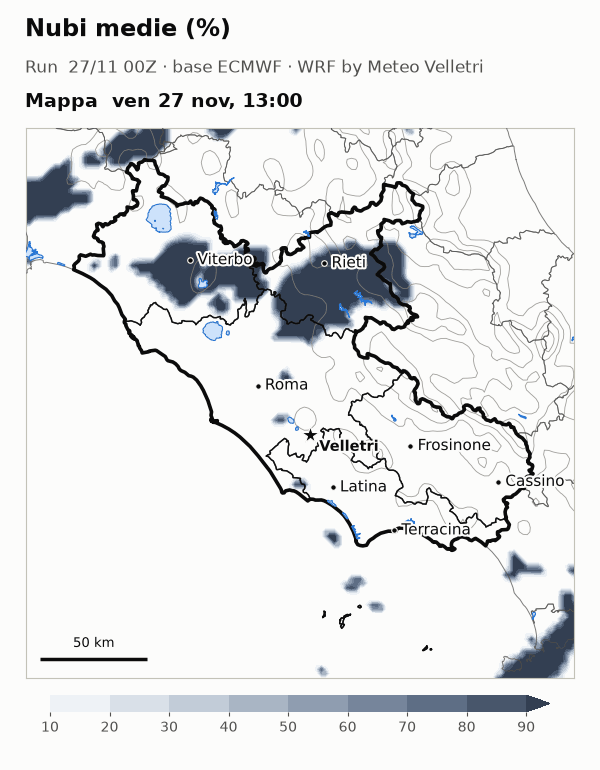 Nubi medie (%)
Run  27/11 00Z · base ECMWF · WRF by Meteo Velletri
Mappa  ven 27 nov, 13:00
Viterbo
Rieti
Roma
Velletri
Frosinone
Latina
Cassino
Terracina
50 km
10 20 30 40 50 60 70 80 90